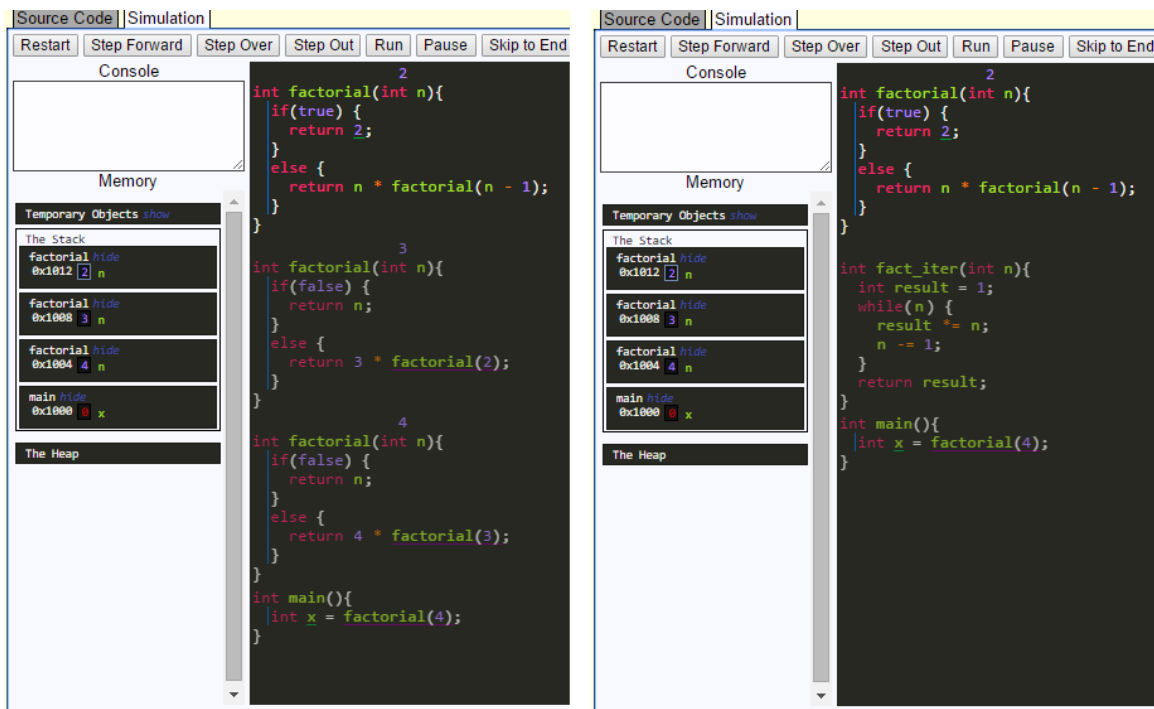 Source Code Simulation
Restart Step Forward Step Over Step Out Run Pause Skip to End
Console
Memory
Temporary Objects show
The Stack
factorial hide
0x1012 2 n
factorial hide
0x1008 3 n
factorial hide
0x1004 4 n
main hide
0x1000 0 x
The Heap
2
int factorial(int n){
if(true) {
return 2;
}
else {
return n * factorial(n - 1);
}
}
3
int factorial(int n){
if(false) {
return n;
}
else {
return 3 * factorial(2);
}
}
4
int factorial(int n){
if(false) {
return n;
}
else {
return 4 * factorial(3);
}
}
int main(){
int x = factorial(4);
}
Source Code Simulation
Restart Step Forward Step Over Step Out Run Pause Skip to End
Console
Memory
Temporary Objects show
The Stack
factorial hide
0x1012 2 n
factorial hide
0x1008 3 n
factorial hide
0x1004 4 n
main hide
0x1000 0 x
The Heap
2
int factorial(int n){
if(true) {
return 2;
}
else {
return n * factorial(n - 1);
}
}
int fact_iter(int n){
int result = 1;
while(n) {
result *= n;
n -= 1;
}
return result;
}
int main(){
int x = factorial(4);
}